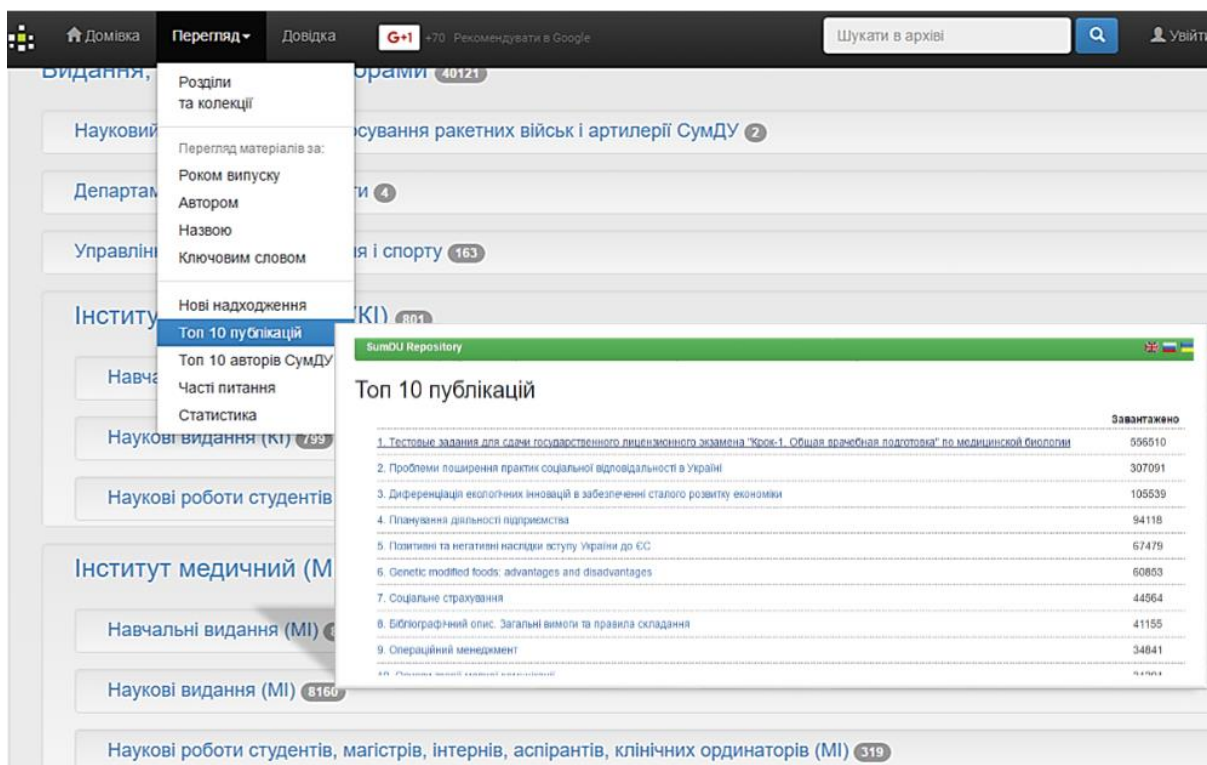 Домівка Перегляд Довідка G+1 +70 Рекомендувати в Google Шукати в архіві Увійти
Видання, орами 40121
Розділи
та колекції
Науковий осування ракетних військ і артилерії СумДУ 2
Перегляд матеріалів за:
Роком випуску
Департам ти 4
Автором
Назвою
Управлін ня і спорту 163
Ключовим словом
Нові надходження
Інститу (КІ) 801
Топ 10 публікацій
Топ 10 авторів СумДУ
Навча
Часті питання
Статистика
Наукові видання (КІ) 799
Наукові роботи студентів
Інститут медичний (М
Навчальні видання (МІ)
Наукові видання (МІ) 8160
Наукові роботи студентів, магістрів, інтернів, аспірантів, клінічних ординаторів (МІ) 319
SumDU Repository
Топ 10 публікацій
Завантажено
1. Тестовые задания для сдачи государственного лицензионного экзамена "Крок-1. Общая врачебная подготовка" по медицинской биологии 556510
2. Проблеми поширення практик соціальної відповідальності в Україні 307091
3. Диференціація екологічних інновацій в забезпеченні сталого розвитку економіки 105539
4. Планування діяльності підприємства 94118
5. Позитивні та негативні наслідки вступу України до ЄС 67479
6. Genetic modified foods: advantages and disadvantages 60853
7. Соціальне страхування 44564
8. Бібліографічний опис. Загальні вимоги та правила складання 41155
9. Операційний менеджмент 34841